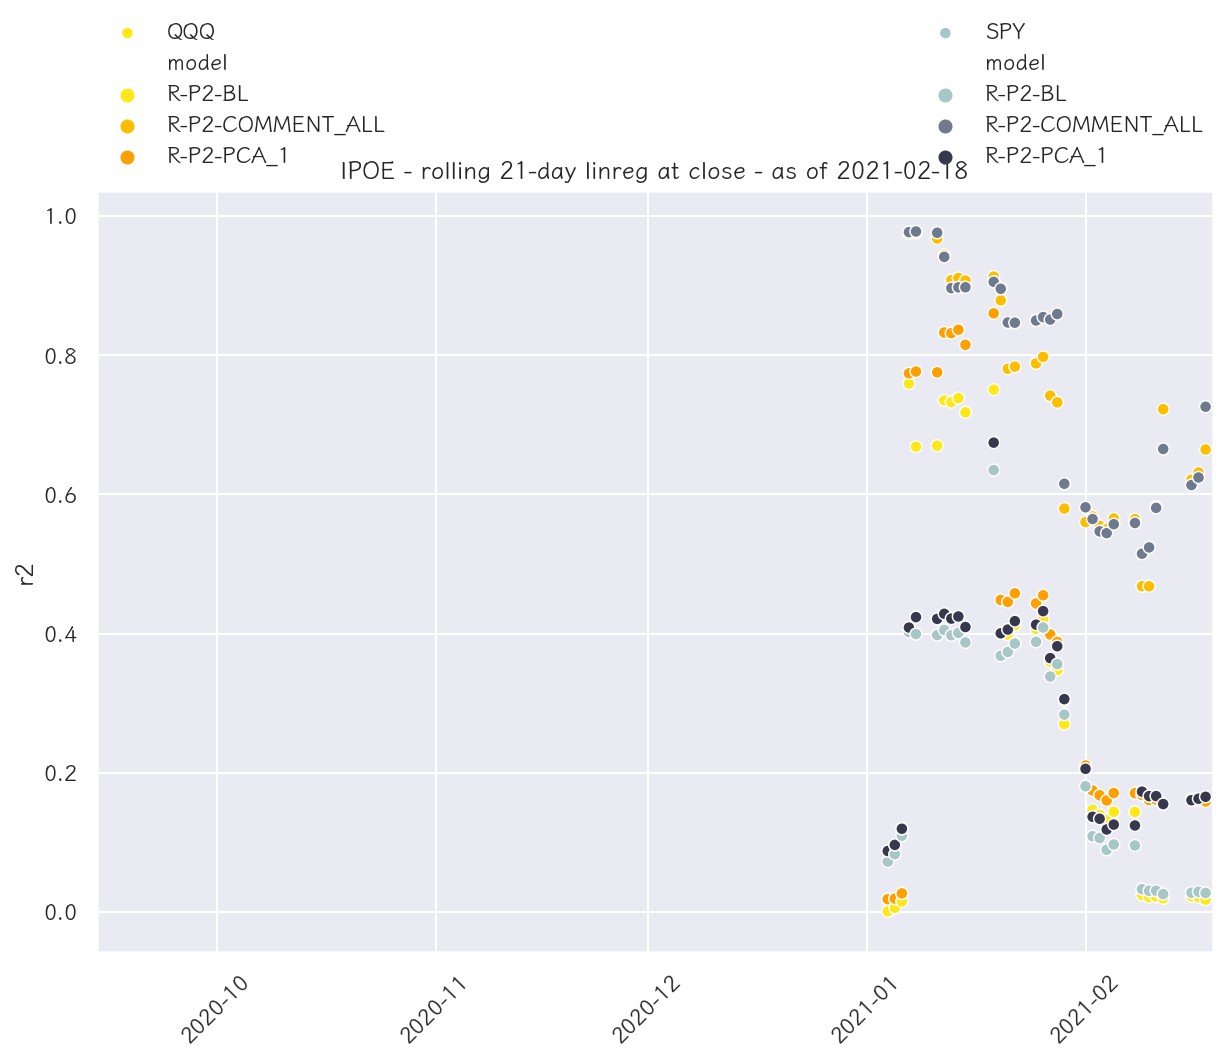 QQQ
model
R-P2-BL
R-P2-COMMENT_ALL
R-P2-PCA_1
SPY
model
R-P2-BL
R-P2-COMMENT_ALL
R-P2-PCA_1
IPOE - rolling 21-day linreg at close - as of 2021-02-18
1.0
0.8
0.6
0.4
0.2
0.0
r2
2020-10
2020-11
2020-12
2021-01
2021-02